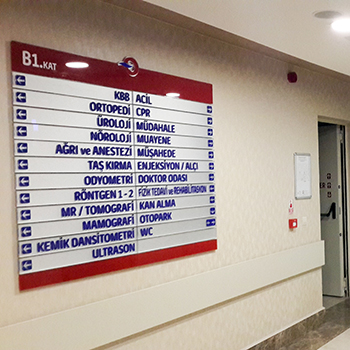 B1.KAT
KBB ACİL
ORTOPEDİ CPR
ÜROLOJİ MÜDAHALE
NÖROLOJİ MUAYENE
AĞRI ve ANESTEZİ MÜŞAHEDE
TAŞ KIRMA ENJEKSİYON / ALÇI
ODYOMETRİ DOKTOR ODASI
RÖNTGEN 1 - 2 FİZİK TEDAVİ ve REHABİLİTASYON
MR / TOMOGRAFİ KAN ALMA
MAMOGRAFİ OTOPARK
KEMİK DANSİTOMETRİ WC
ULTRASON